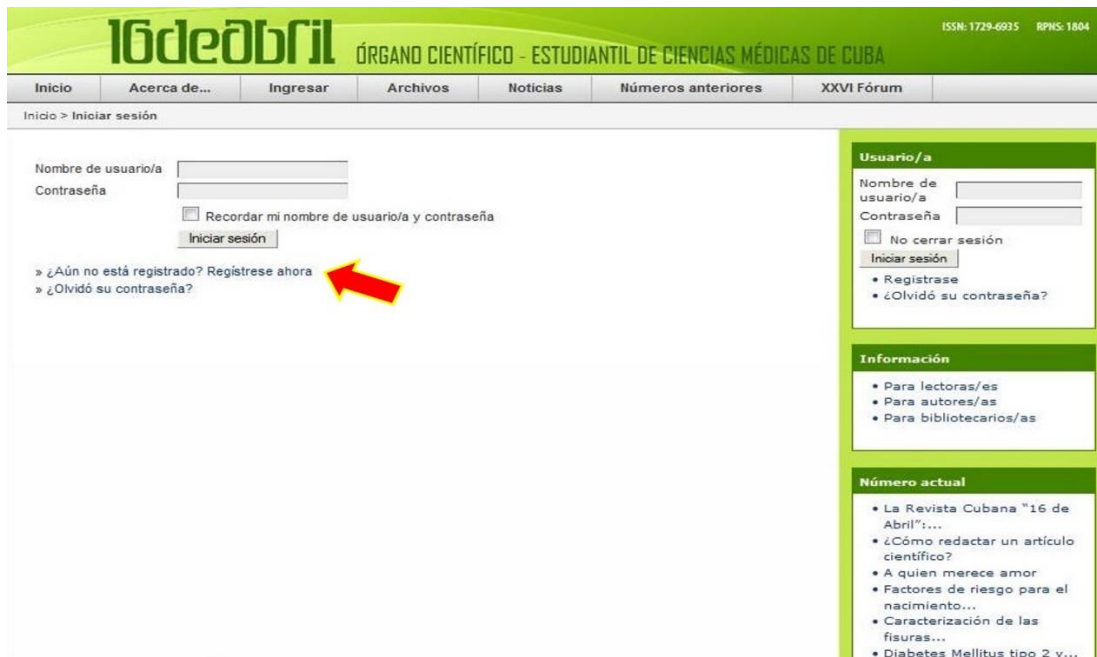 16deabril ÓRGANO CIENTÍFICO - ESTUDIANTIL DE CIENCIAS MÉDICAS DE CUBA
ISSN: 1729-6935 RPNS: 1804
Inicio Acerca de... Ingresar Archivos Noticias Números anteriores XXVI Fórum
Inicio > Iniciar sesión
Nombre de usuario/a
Contraseña
Recordar mi nombre de usuario/a y contraseña
Iniciar sesión
» ¿Aún no está registrado? Regístrese ahora
» ¿Olvidó su contraseña?
Usuario/a
Nombre de
usuario/a
Contraseña
No cerrar sesión
Iniciar sesión
• Registrase
• ¿Olvidó su contraseña?
Información
• Para lectoras/es
• Para autores/as
• Para bibliotecarios/as
Número actual
• La Revista Cubana "16 de
Abril":...
• ¿Cómo redactar un artículo
científico?
• A quien merece amor
• Factores de riesgo para el
nacimiento...
• Caracterización de las
fisuras...
• Diabetes Mellitus tipo 2 y...